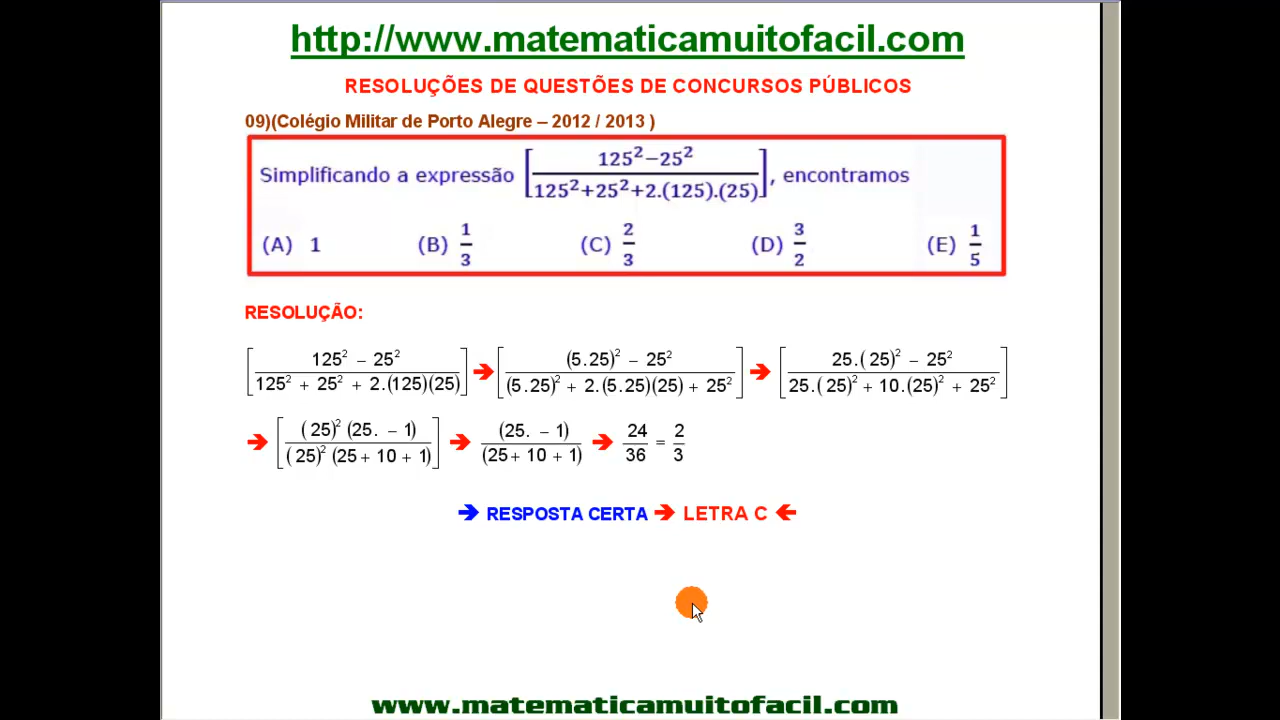 http://www.matematicamuitofacil.com
RESOLUÇÕES DE QUESTÕES DE CONCURSOS PÚBLICOS
09)(Colégio Militar de Porto Alegre – 2012 / 2013 )
Simplificando a expressão [ (125² − 25²) / (125²+25²+2.(125).(25)) ], encontramos
(A) 1 (B) 1/3 (C) 2/3 (D) 3/2 (E) 1/5
RESOLUÇÃO:
[ (125² − 25²) / (125² + 25² + 2.(125)(25)) ] ➔ [ ((5.25)² − 25²) / ((5.25)² + 2.(5.25)(25) + 25²) ] ➔ [ (25.(25)² − 25²) / (25.(25)² + 10.(25)² + 25²) ]
➔ [ ((25)² (25. − 1)) / ((25)² (25 + 10 + 1)) ] ➔ (25. − 1) / (25 + 10 + 1) ➔ 24/36 = 2/3
➔ RESPOSTA CERTA ➔ LETRA C 🡰
www.matematicamuitofacil.com